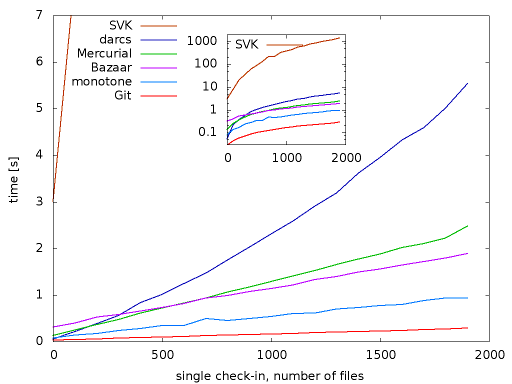 7
6
5
4
3
2
1
0
time [s]
SVK
darcs
Mercurial
Bazaar
monotone
Git
1000
100
10
1
0.1
SVK
0
1000
2000
0
500
1000
1500
2000
single check-in, number of files